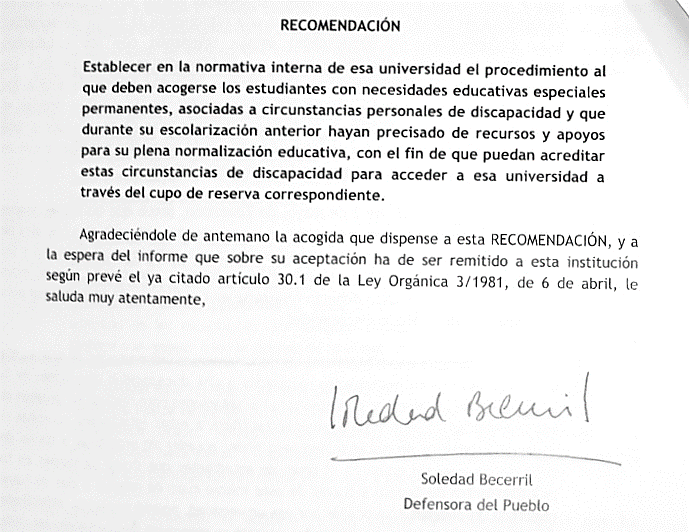 RECOMENDACIÓN
Establecer en la normativa interna de esa universidad el procedimiento al
que deben acogerse los estudiantes con necesidades educativas especiales
permanentes, asociadas a circunstancias personales de discapacidad y que
durante su escolarización anterior hayan precisado de recursos y apoyos
para su plena normalización educativa, con el fin de que puedan acreditar
estas circunstancias de discapacidad para acceder a esa universidad a
través del cupo de reserva correspondiente.
Agradeciéndole de antemano la acogida que dispense a esta RECOMENDACIÓN, y a
la espera del informe que sobre su aceptación ha de ser remitido a esta institución
según prevé el ya citado artículo 30.1 de la Ley Orgánica 3/1981, de 6 de abril, le
saluda muy atentamente,
Soledad Becerril
Soledad Becerril
Defensora del Pueblo